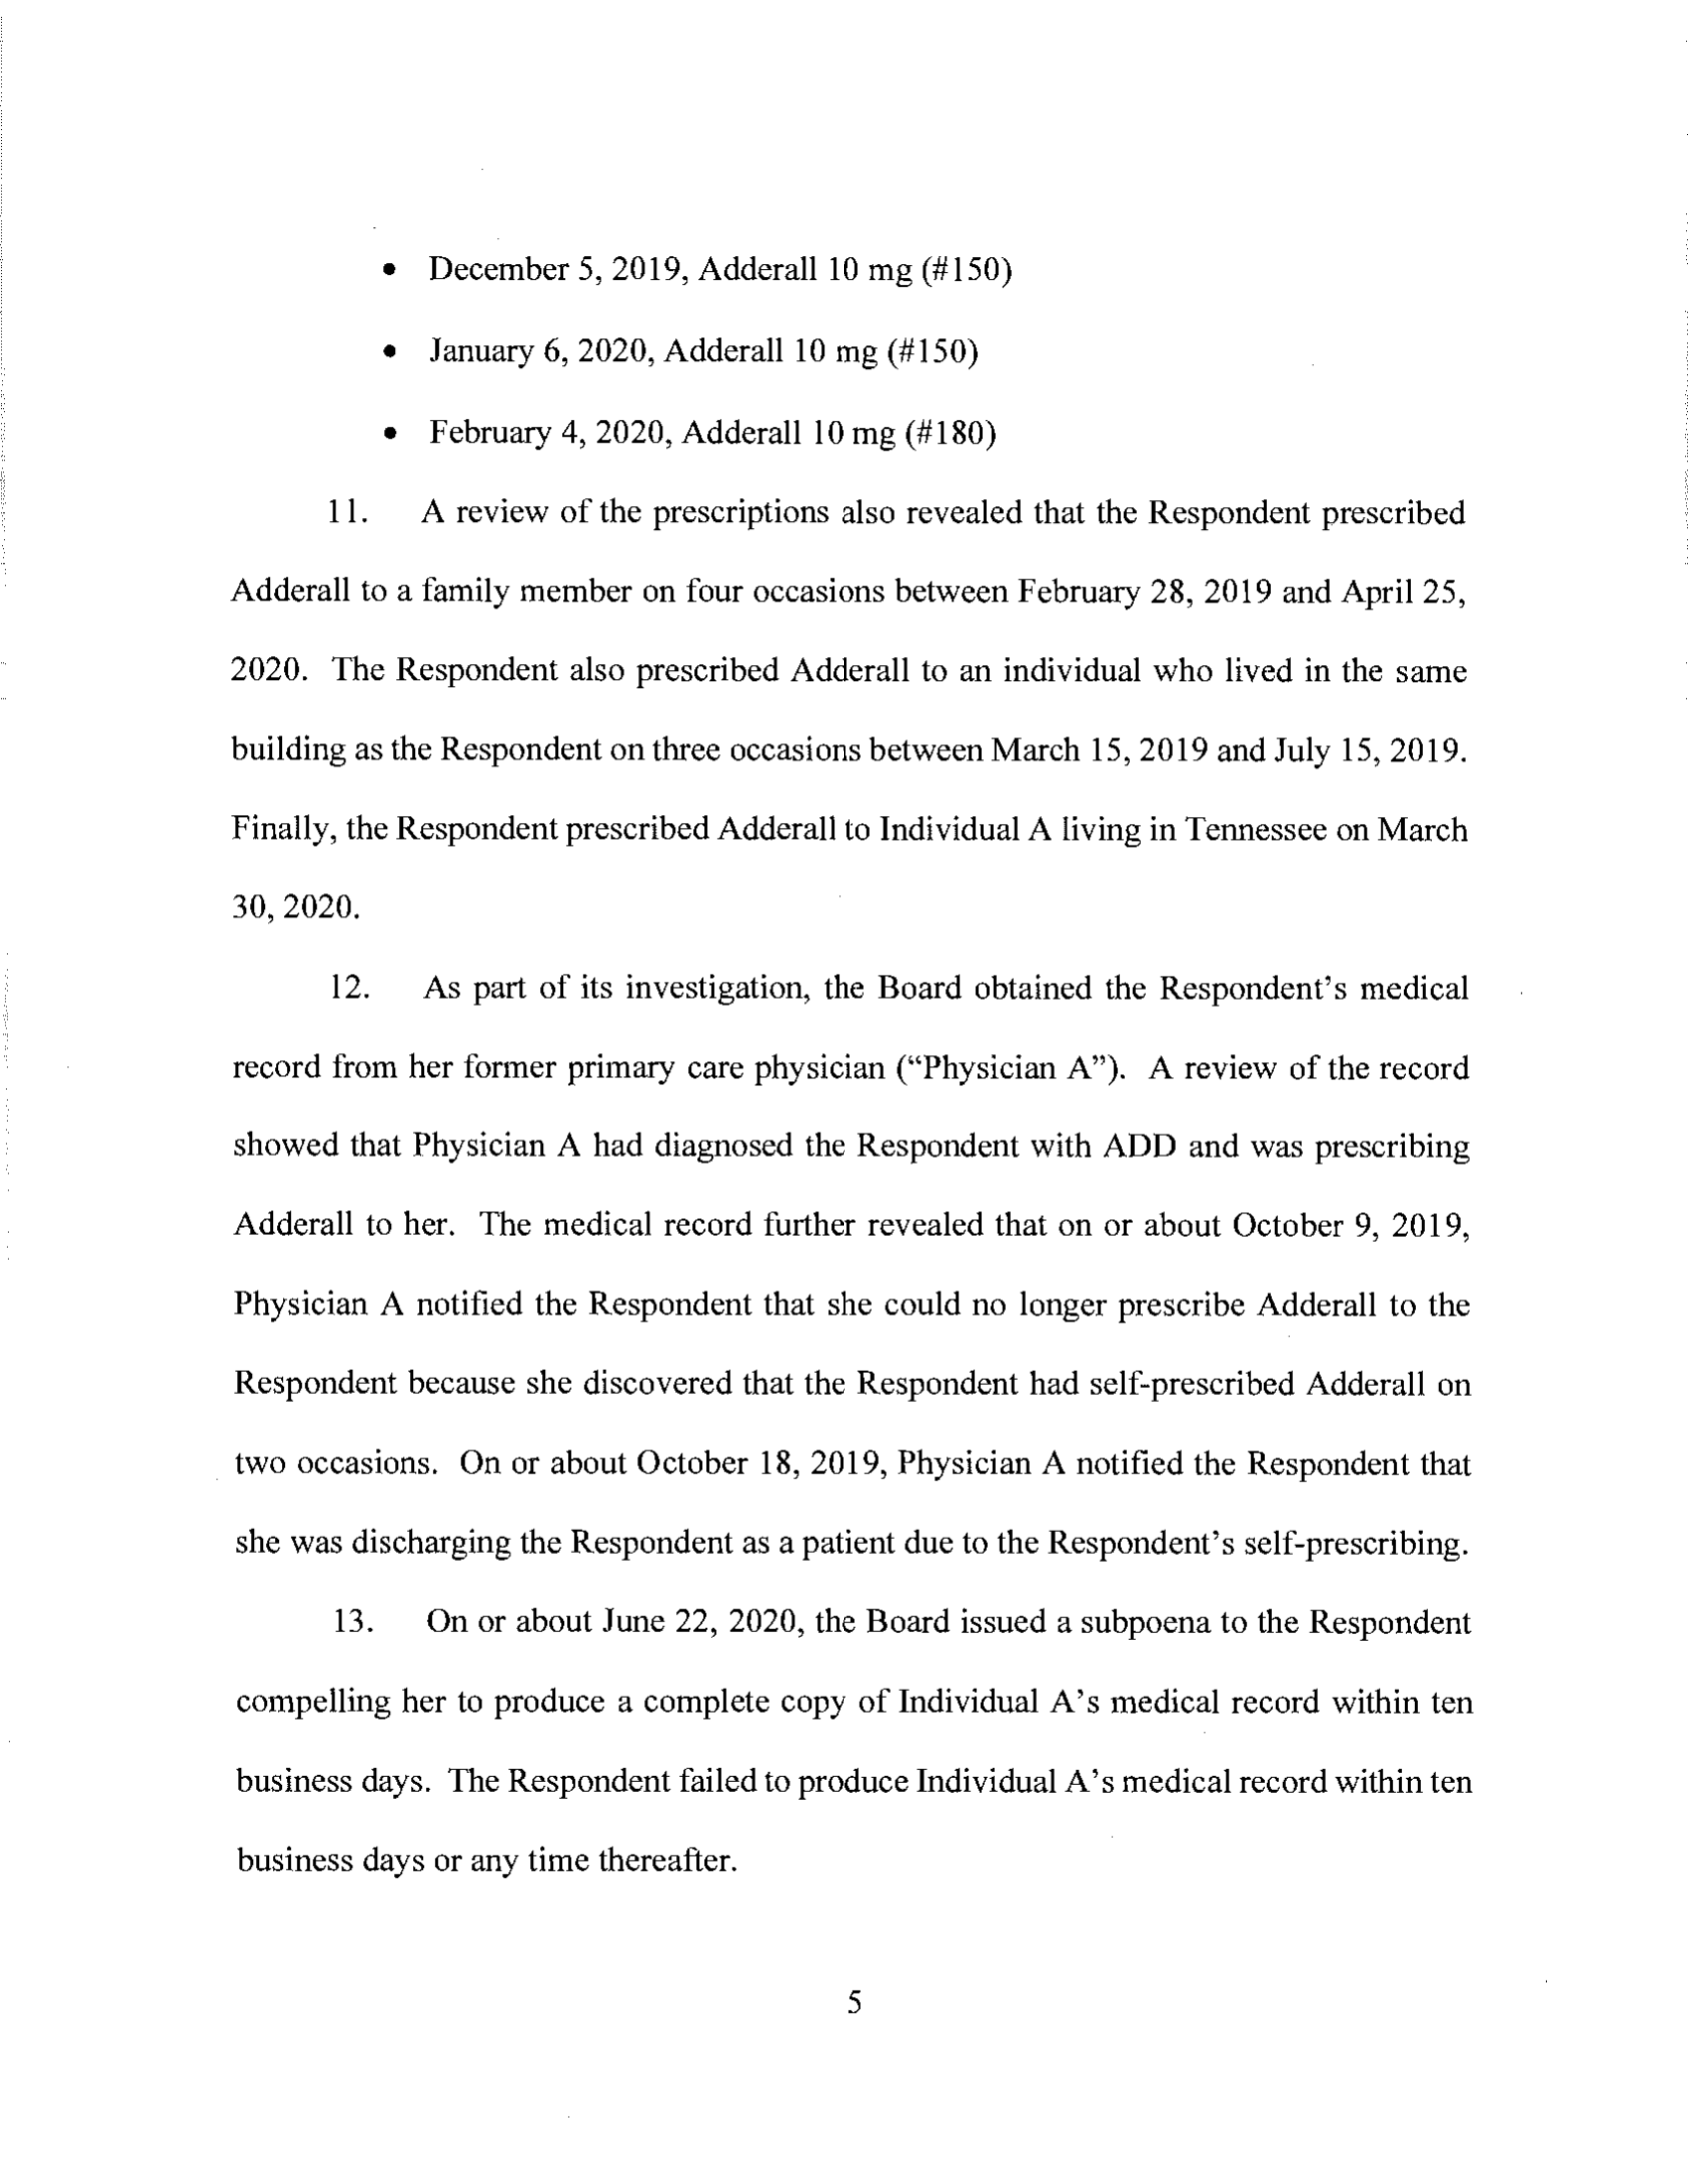 • December 5, 2019, Adderall 10 mg (#150)
• January 6, 2020, Adderall 10 mg (#150)
• February 4, 2020, Adderall 10 mg (#180)
11. A review of the prescriptions also revealed that the Respondent prescribed
Adderall to a family member on four occasions between February 28, 2019 and April 25,
2020. The Respondent also prescribed Adderall to an individual who lived in the same
building as the Respondent on three occasions between March 15, 2019 and July 15, 2019.
Finally, the Respondent prescribed Adderall to Individual A living in Tennessee on March
30, 2020.
12. As part of its investigation, the Board obtained the Respondent’s medical
record from her former primary care physician (“Physician A”). A review of the record
showed that Physician A had diagnosed the Respondent with ADD and was prescribing
Adderall to her. The medical record further revealed that on or about October 9, 2019,
Physician A notified the Respondent that she could no longer prescribe Adderall to the
Respondent because she discovered that the Respondent had self-prescribed Adderall on
two occasions. On or about October 18, 2019, Physician A notified the Respondent that
she was discharging the Respondent as a patient due to the Respondent’s self-prescribing.
13. On or about June 22, 2020, the Board issued a subpoena to the Respondent
compelling her to produce a complete copy of Individual A’s medical record within ten
business days. The Respondent failed to produce Individual A’s medical record within ten
business days or any time thereafter.
5